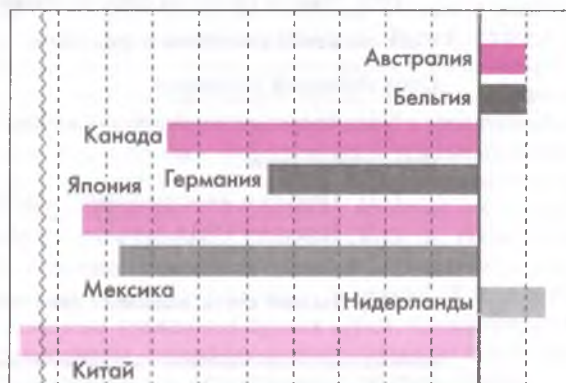 Австралия
Бельгия
Канада
Германия
Япония
Мексика
Нидерланды
Китай